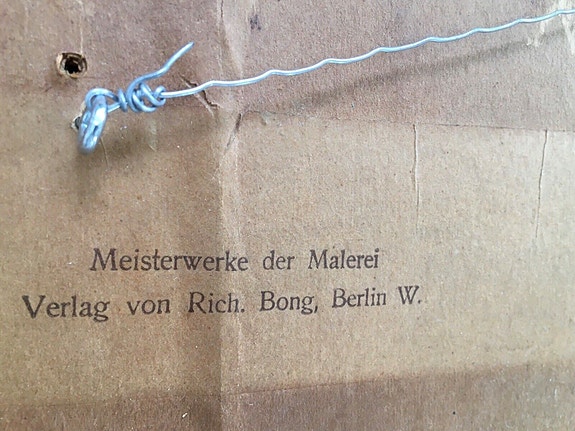 Meisterwerke der Malerei
Verlag von Rich. Bong, Berlin W.